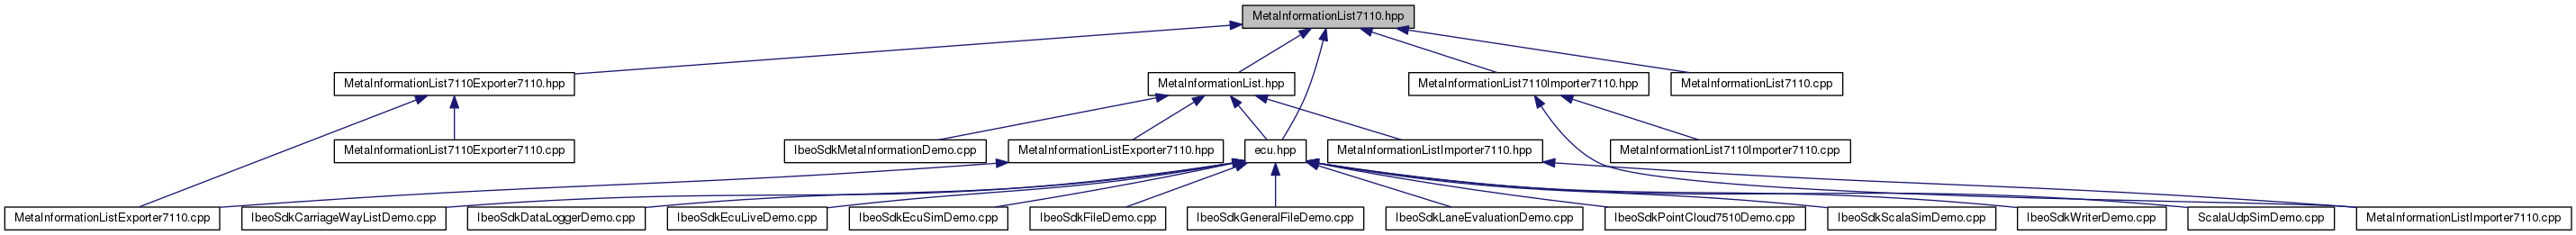 MetaInformationList7110.hpp
MetaInformationList7110Exporter7110.hpp
MetaInformationList.hpp
MetaInformationList7110Importer7110.hpp
MetaInformationList7110.cpp
MetaInformationList7110Exporter7110.cpp
IbeoSdkMetaInformationDemo.cpp
MetaInformationListExporter7110.hpp
ecu.hpp
MetaInformationListImporter7110.hpp
MetaInformationList7110Importer7110.cpp
MetaInformationListExporter7110.cpp
IbeoSdkCarriageWayListDemo.cpp
IbeoSdkDataLoggerDemo.cpp
IbeoSdkEcuLiveDemo.cpp
IbeoSdkEcuSimDemo.cpp
IbeoSdkFileDemo.cpp
IbeoSdkGeneralFileDemo.cpp
IbeoSdkLaneEvaluationDemo.cpp
IbeoSdkPointCloud7510Demo.cpp
IbeoSdkScalaSimDemo.cpp
IbeoSdkWriterDemo.cpp
ScalaUdpSimDemo.cpp
MetaInformationListImporter7110.cpp